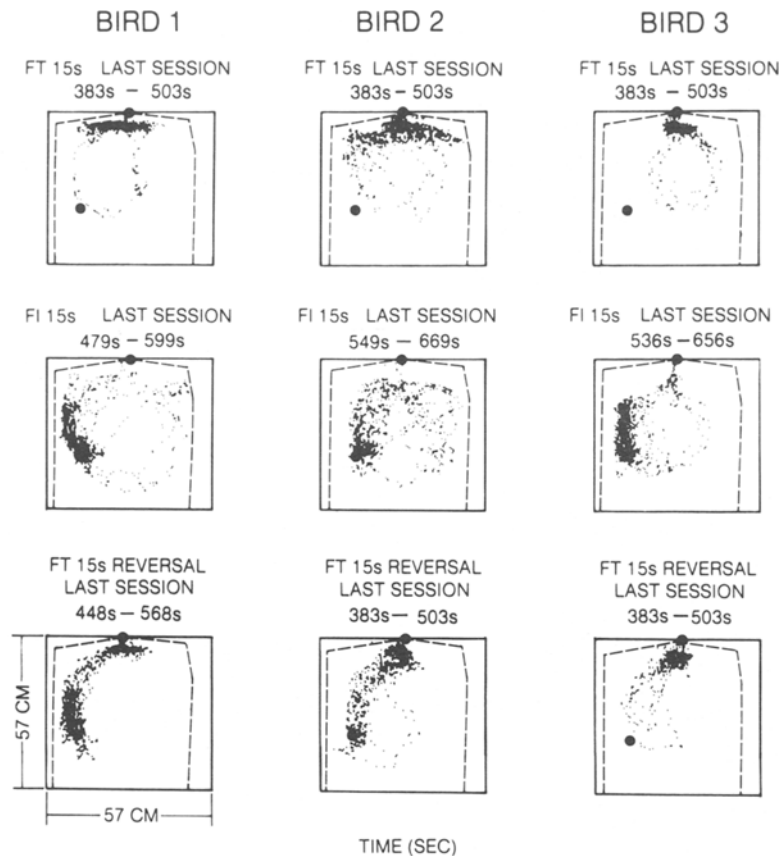 BIRD 1 BIRD 2 BIRD 3
FT 15s LAST SESSION FT 15s LAST SESSION FT 15s LAST SESSION
383s — 503s 383s — 503s 383s — 503s
FI 15s LAST SESSION FI 15s LAST SESSION FI 15s LAST SESSION
479s — 599s 549s — 669s 536s — 656s
FT 15s REVERSAL FT 15s REVERSAL FT 15s REVERSAL
LAST SESSION LAST SESSION LAST SESSION
448s — 568s 383s — 503s 383s — 503s
57 CM
57 CM
TIME (SEC)